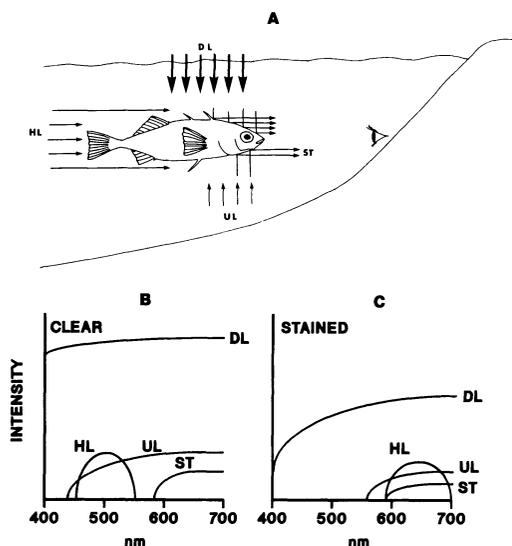 A
DL
HL
ST
UL
B
CLEAR
DL
HL
UL
ST
INTENSITY
400 500 600 700
nm
C
STAINED
DL
HL
UL
ST
400 500 600 700
nm